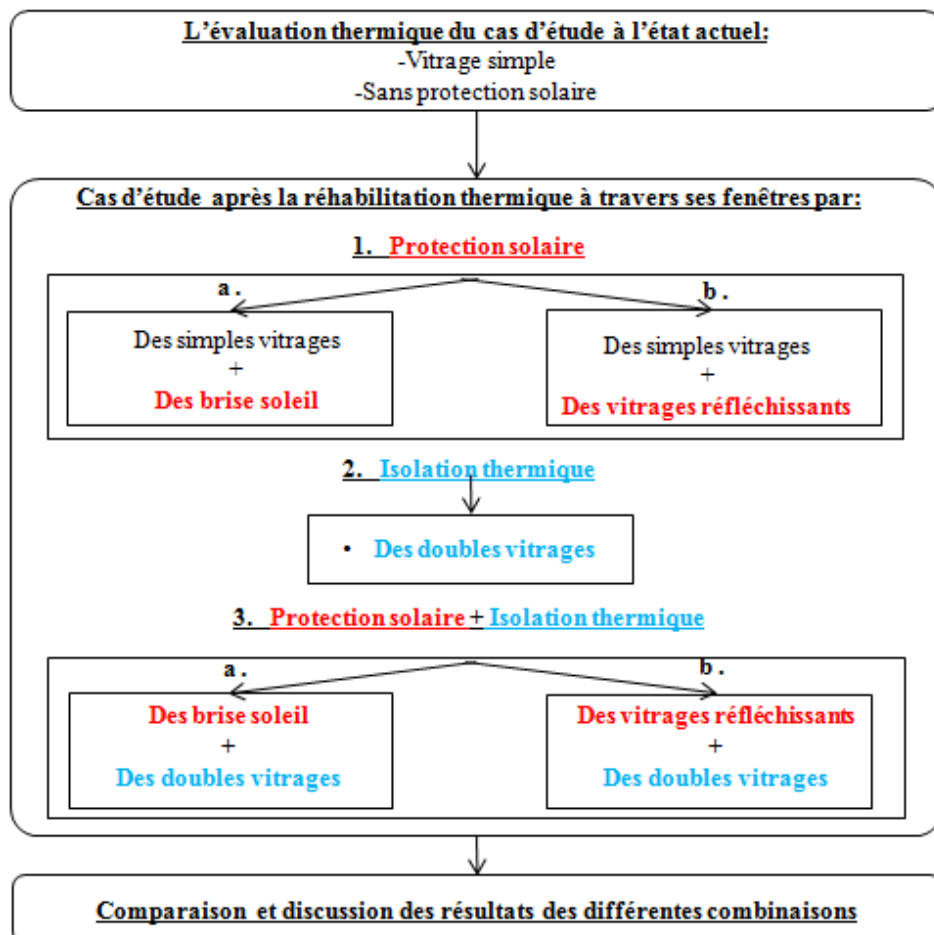 L'évaluation thermique du cas d'étude à l'état actuel:
-Vitrage simple
-Sans protection solaire
Cas d'étude après la réhabilitation thermique à travers ses fenêtres par:
1. Protection solaire
a .
b .
Des simples vitrages
+
Des brise soleil
Des simples vitrages
+
Des vitrages réfléchissants
2. Isolation thermique
• Des doubles vitrages
3. Protection solaire + Isolation thermique
a .
b .
Des brise soleil
+
Des doubles vitrages
Des vitrages réfléchissants
+
Des doubles vitrages
Comparaison et discussion des résultats des différentes combinaisons